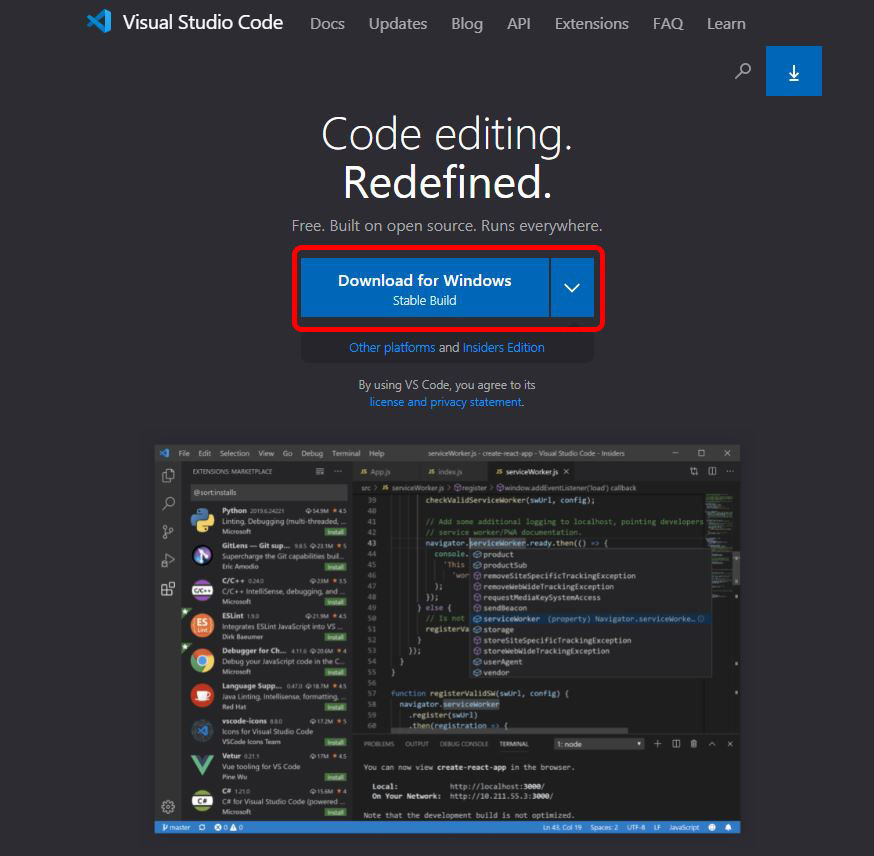 Visual Studio Code Docs Updates Blog API Extensions FAQ Learn
Code editing.
Redefined.
Free. Built on open source. Runs everywhere.
Download for Windows
Stable Build
Other platforms and Insiders Edition
By using VS Code, you agree to its
license and privacy statement.
File Edit Selection View Go Debug Terminal Help serviceWorker.js - create-react-app - Visual Studio Code - Insiders
EXTENSIONS: MARKETPLACE
@sort:installs
Python 2019.6.24221 54.9M 4.5
Linting, Debugging (multi-threaded, ...
Microsoft Install
GitLens — Git sup... 9.8.5 23.1M 5
Supercharge the Git capabilities buil...
Eric Amodio Install
C/C++ 0.24.0 23M 3.5
C/C++ IntelliSense, debugging, and ...
Microsoft Install
ESLint 1.9.0 21.9M 4.5
Integrates ESLint JavaScript into VS ...
Dirk Baeumer Install
Debugger for Ch... 4.11.6 20.6M 4
Debug your JavaScript code in the C...
Microsoft Install
Language Supp... 0.47.0 18.7M 4.5
Java Linting, Intellisense, formatting, ...
Red Hat Install
vscode-icons 8.8.0 17.2M 5
Icons for Visual Studio Code
VSCode Icons Team Install
Vetur 0.22.1 17M 4.5
Vue tooling for VS Code
Pine Wu Install
C# 1.21.0 15.6M 4
C# for Visual Studio Code (powered ...
Microsoft Install
JS App.js JS index.js JS serviceWorker.js
src > JS serviceWorker.js > register > window.addEventListener('load') callback
39 checkValidServiceWorker(swUrl, config);
40
41 // Add some additional logging to localhost, pointing developers
42 // service worker/PWA documentation.
43 navigator.serviceWorker.ready.then(() => {
44 console.
45 'This
46 'wor
47 );
48 });
49 } else {
50 // Is not
51 registerVa
52 }
53 });
54 }
55 }
56
57 function registerValidSW(swUrl, config) {
58 navigator.serviceWorker
59 .register(swUrl)
60 .then(registration => {
product
productSub
removeSiteSpecificTrackingException
removeWebWideTrackingException
requestMediaKeySystemAccess
sendBeacon
serviceWorker (property) Navigator.serviceWorke...
storage
storeSiteSpecificTrackingException
storeWebWideTrackingException
userAgent
vendor
PROBLEMS OUTPUT DEBUG CONSOLE TERMINAL 1: node
You can now view create-react-app in the browser.
Local: http://localhost:3000/
On Your Network: http://10.211.55.3:3000/
Note that the development build is not optimized.
master 0 0 Ln 43, Col 19 Spaces: 2 UTF-8 LF JavaScript